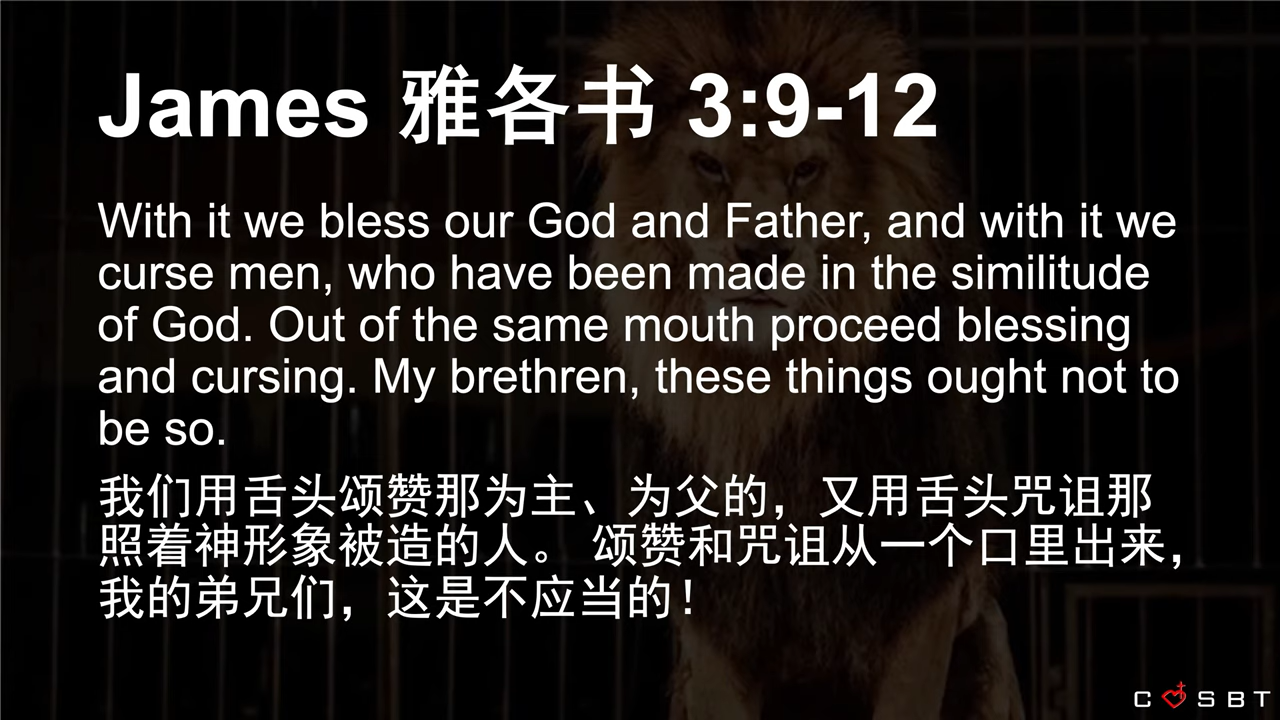 James 雅各书 3:9-12
With it we bless our God and Father, and with it we
curse men, who have been made in the similitude
of God. Out of the same mouth proceed blessing
and cursing. My brethren, these things ought not to
be so.
我们用舌头颂赞那为主、为父的，又用舌头咒诅那
照着神形象被造的人。 颂赞和咒诅从一个口里出来，
我的弟兄们，这是不应当的！
C SBT